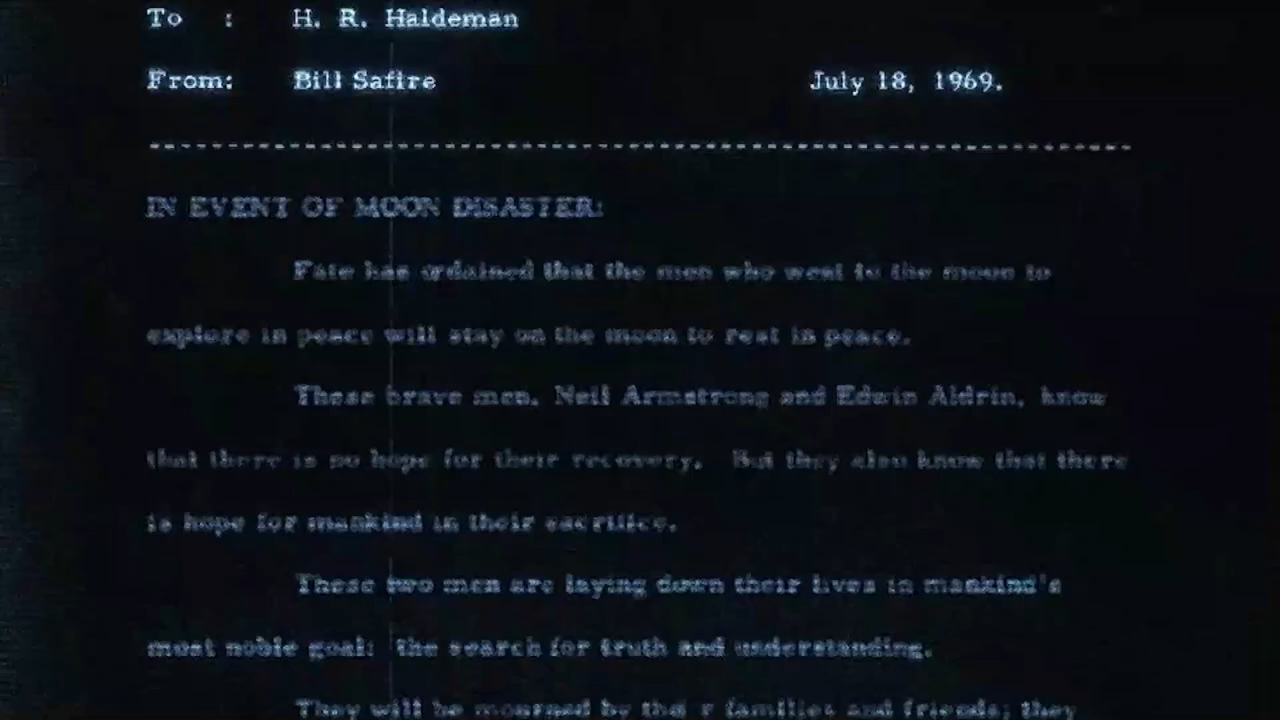 To : H. R. Haldeman
From: Bill Safire July 18, 1969.
--------------------------------------------------------------
IN EVENT OF MOON DISASTER:
Fate has ordained that the men who went to the moon to
explore in peace will stay on the moon to rest in peace.
These brave men, Neil Armstrong and Edwin Aldrin, know
that there is no hope for their recovery. But they also know that there
is hope for mankind in their sacrifice.
These two men are laying down their lives in mankind's
most noble goal: the search for truth and understanding.
They will be mourned by the r families and friends; they